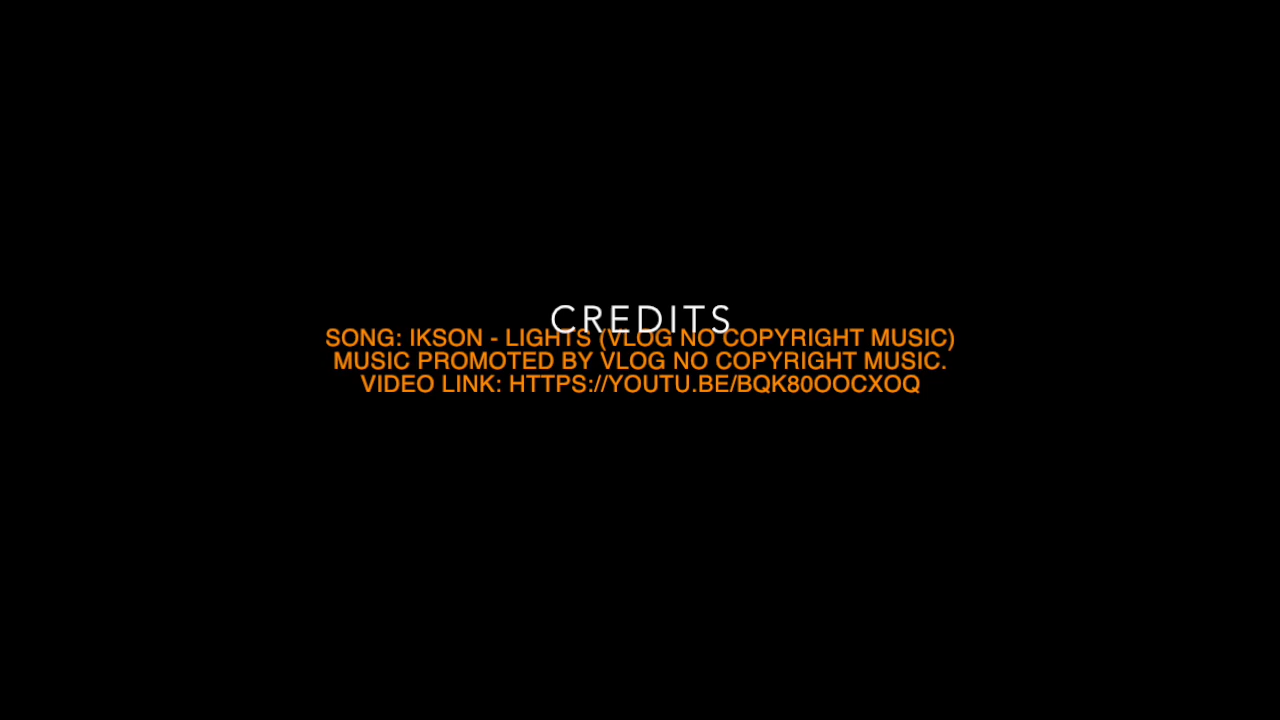 CREDITS
SONG: IKSON - LIGHTS (VLOG NO COPYRIGHT MUSIC)
MUSIC PROMOTED BY VLOG NO COPYRIGHT MUSIC.
VIDEO LINK: HTTPS://YOUTU.BE/BQK80OOCXOQ